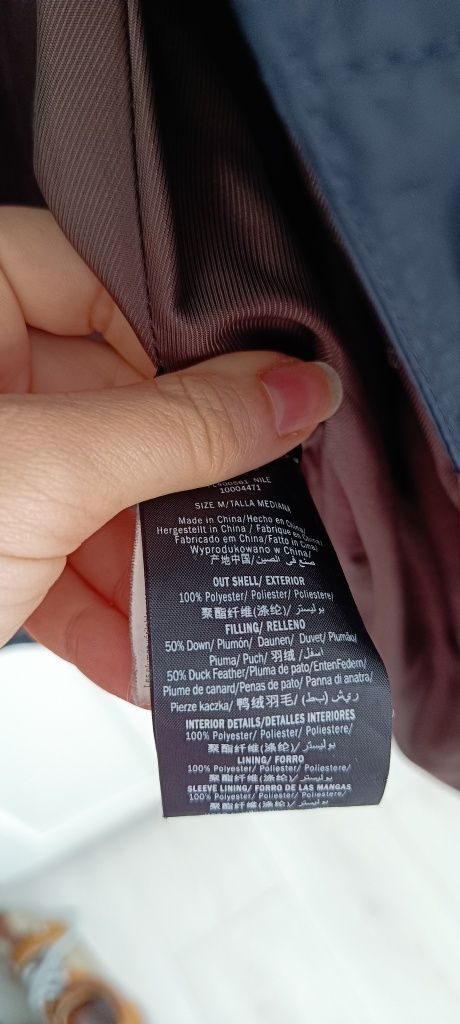 NILE
10004471
SIZE M/TALLA MEDIANA
Made in China/Hecho en China/
Hergestellt in China / Fabriqué en
Fabricado em China/Fatto in Cina/
Wyprodukowano w China/
产地中国/ صنع في الصين/
OUT SHELL/ EXTERIOR
100% Polyester/ Poliester/ Poliestere/
聚酯纤维(涤纶)/ بوليستر/
FILLING/ RELLENO
50% Down/ Plumón/ Daunen/ Duvet/ Plumão/
Piuma/ Puch/ 羽绒 /اسفل/
50% Duck Feather/Pluma de pato/EntenFedern/
Plume de canard/Penas de pato/ Panna di anatra/
Pierze kaczka/ 鸭绒羽毛/ ريش (بط)/
INTERIOR DETAILS/DETALLES INTERIORES
100% Polyester/ Poliester/ Poliestere/
聚酯纤维(涤纶)/ بوليستر/
LINING/ FORRO
100% Polyester/ Poliester/ Poliestere/
聚酯纤维(涤纶)/ بوليستر/
SLEEVE LINING/ FORRO DE LAS MANGAS
100% Polyester/ Poliester/ Poliestere/
聚酯纤维(涤纶)/ بوليستر/